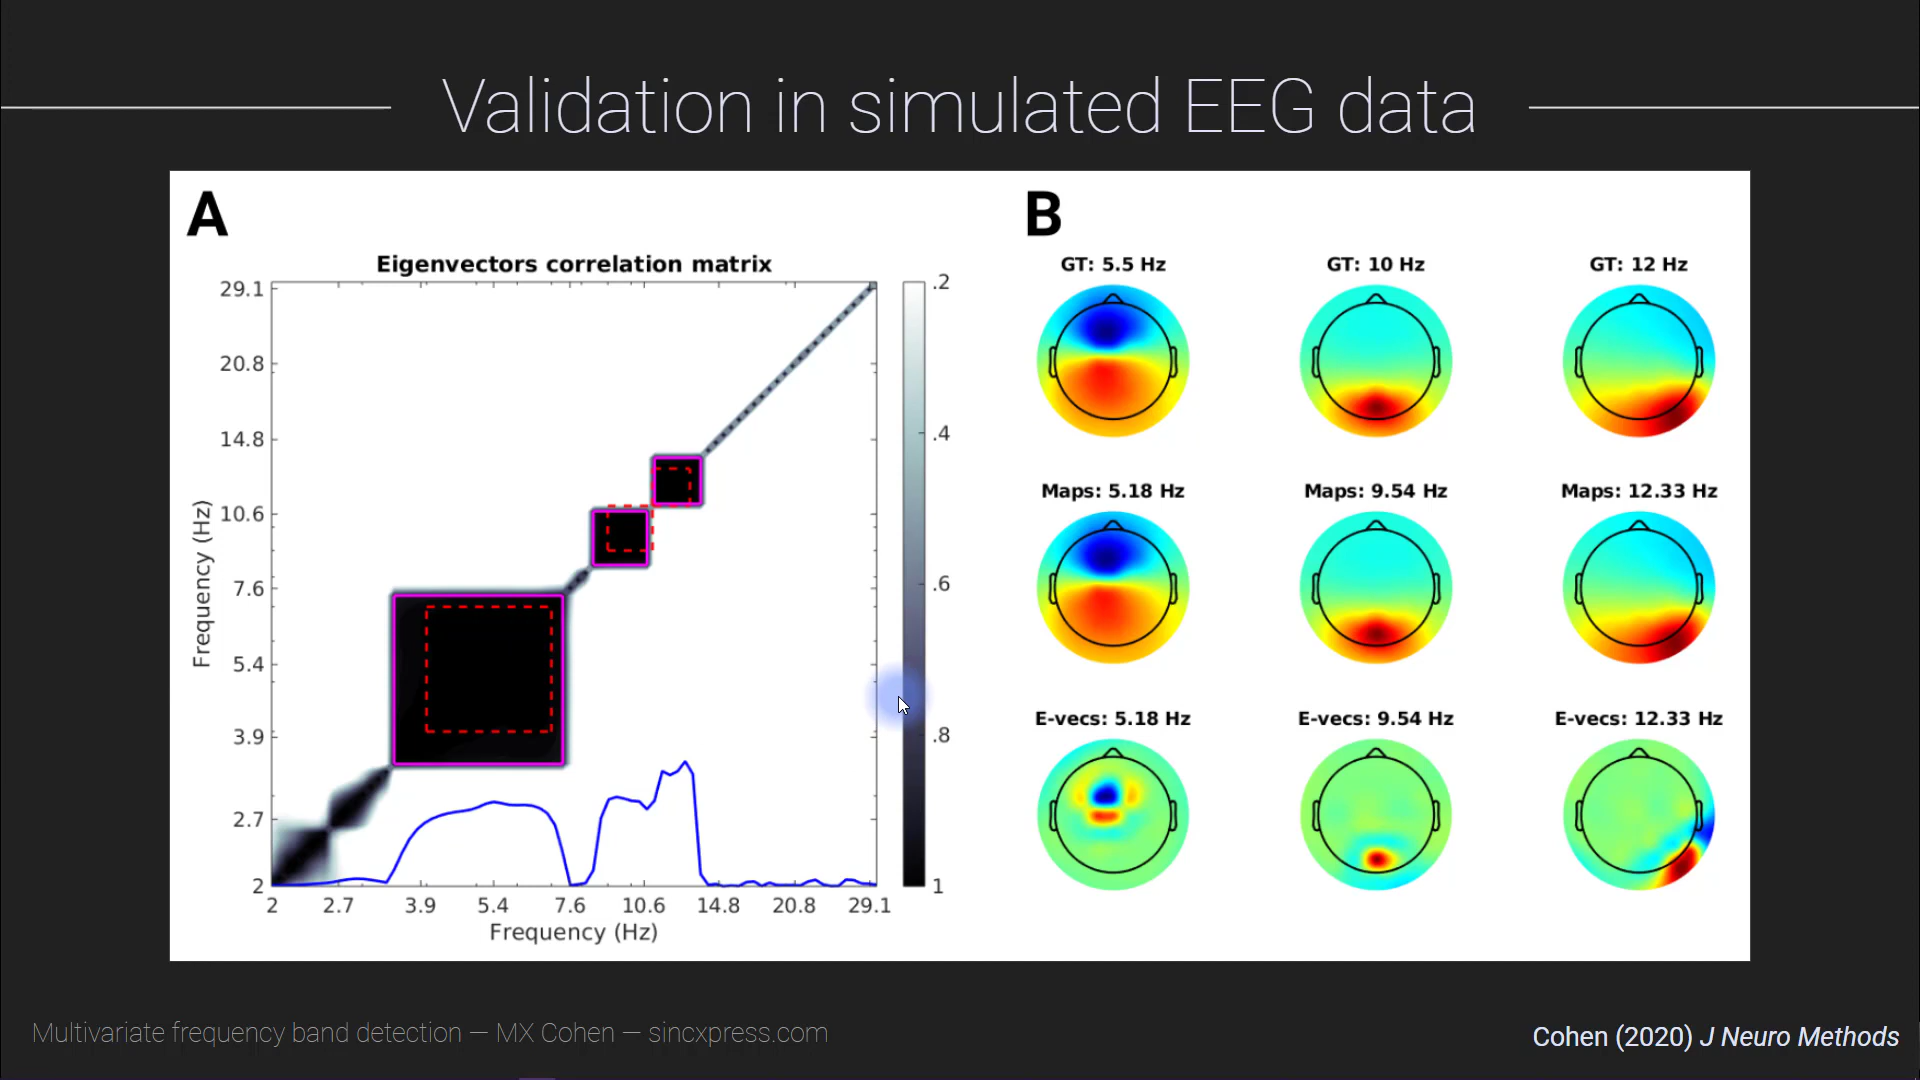 Validation in simulated EEG data
A
Eigenvectors correlation matrix
29.1
20.8
14.8
10.6
7.6
5.4
3.9
2.7
2
Frequency (Hz)
2 2.7 3.9 5.4 7.6 10.6 14.8 20.8 29.1
Frequency (Hz)
.2
.4
.6
.8
1
B
GT: 5.5 Hz GT: 10 Hz GT: 12 Hz
Maps: 5.18 Hz Maps: 9.54 Hz Maps: 12.33 Hz
E-vecs: 5.18 Hz E-vecs: 9.54 Hz E-vecs: 12.33 Hz
Multivariate frequency band detection — MX Cohen — sincxpress.com
Cohen (2020) J Neuro Methods